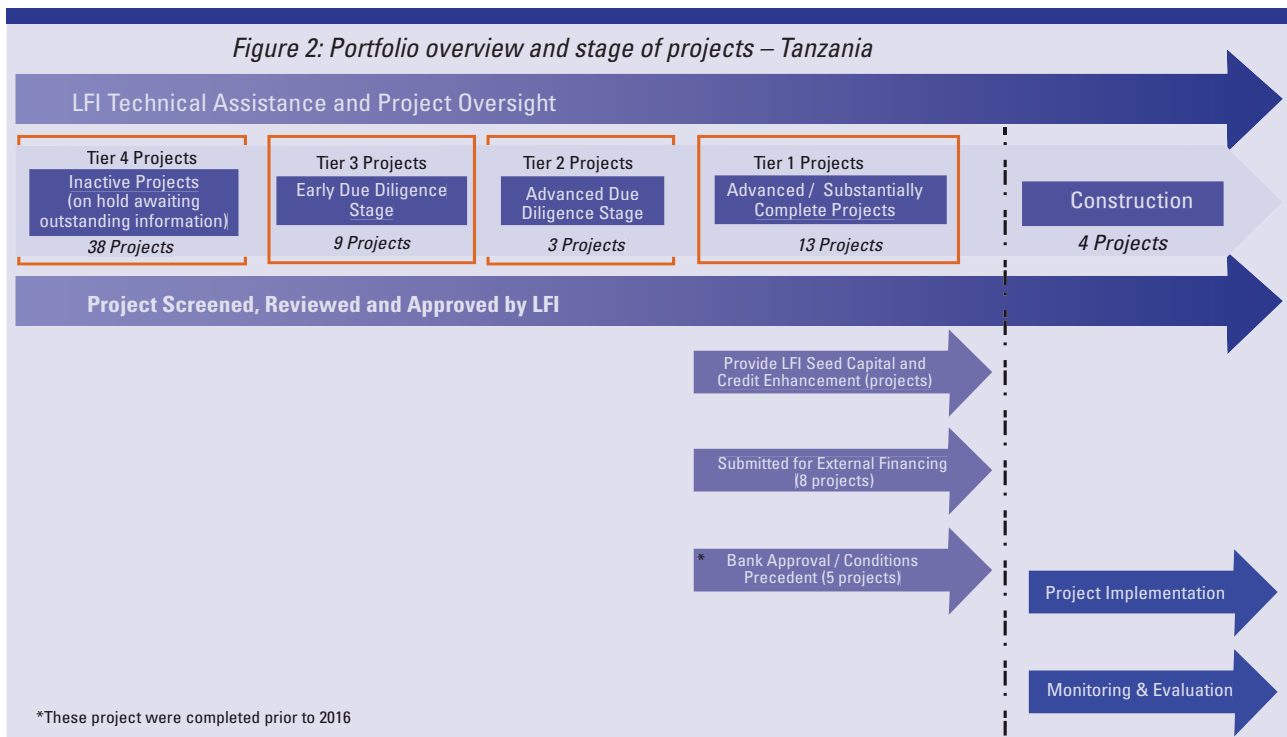 Figure 2: Portfolio overview and stage of projects – Tanzania
LFI Technical Assistance and Project Oversight
Tier 4 Projects
Inactive Projects
(on hold awaiting
outstanding information)
38 Projects
Tier 3 Projects
Early Due Diligence
Stage
9 Projects
Tier 2 Projects
Advanced Due
Diligence Stage
3 Projects
Tier 1 Projects
Advanced / Substantially
Complete Projects
13 Projects
Construction
4 Projects
Project Screened, Reviewed and Approved by LFI
Provide LFI Seed Capital and
Credit Enhancement (projects)
Submitted for External Financing
(8 projects)
* Bank Approval / Conditions
Precedent (5 projects)
Project Implementation
Monitoring & Evaluation
*These project were completed prior to 2016